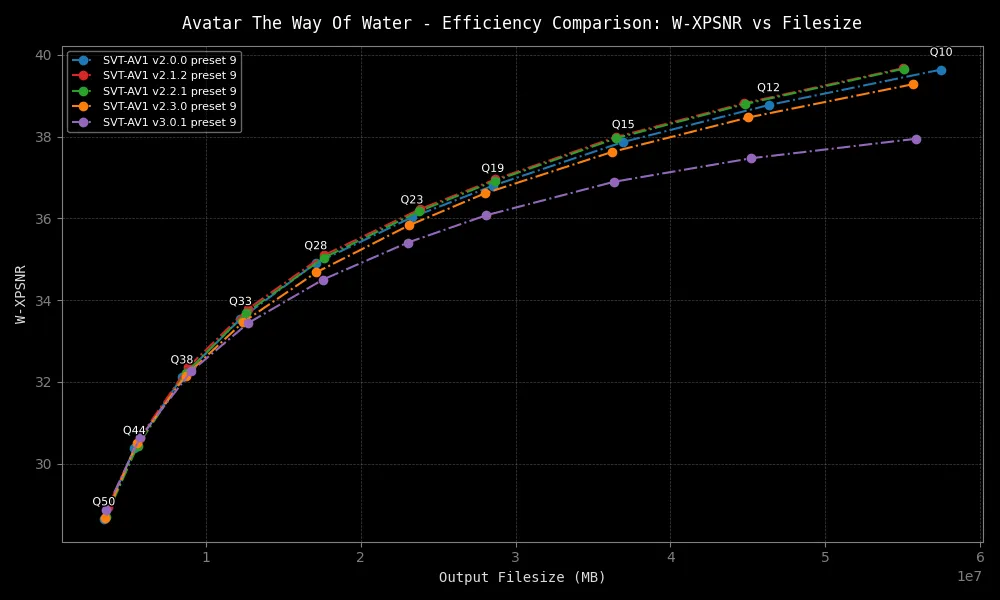 Avatar The Way Of Water - Efficiency Comparison: W-XPSNR vs Filesize
SVT-AV1 v2.0.0 preset 9
SVT-AV1 v2.1.2 preset 9
SVT-AV1 v2.2.1 preset 9
SVT-AV1 v2.3.0 preset 9
SVT-AV1 v3.0.1 preset 9
Q10
Q12
Q15
Q19
Q23
Q28
Q33
Q38
Q44
Q50
40
38
36
34
32
30
W-XPSNR
1
2
3
4
5
6
1e7
Output Filesize (MB)